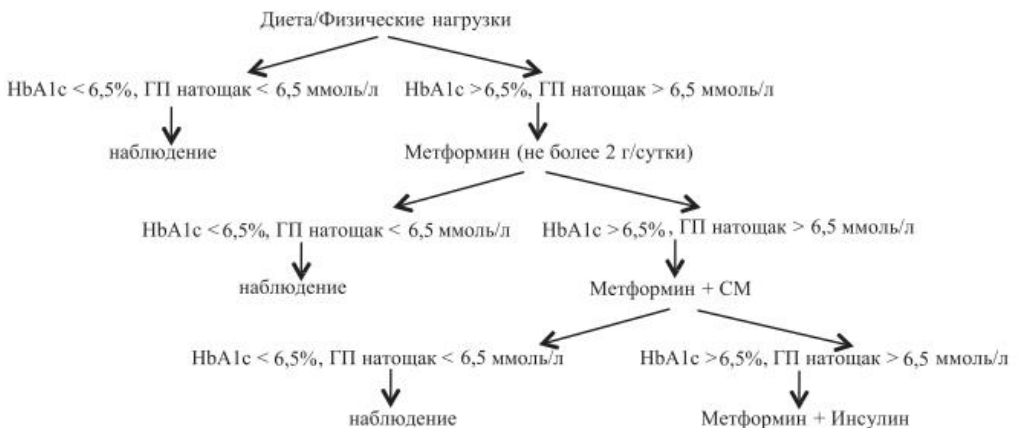 Диета/Физические нагрузки
HbA1c < 6,5%, ГП натощак < 6,5 ммоль/л
HbA1c > 6,5%, ГП натощак > 6,5 ммоль/л
наблюдение
Метформин (не более 2 г/сутки)
HbA1c < 6,5%, ГП натощак < 6,5 ммоль/л
HbA1c > 6,5%, ГП натощак > 6,5 ммоль/л
наблюдение
Метформин + СМ
HbA1c < 6,5%, ГП натощак < 6,5 ммоль/л
HbA1c > 6,5%, ГП натощак > 6,5 ммоль/л
наблюдение
Метформин + Инсулин